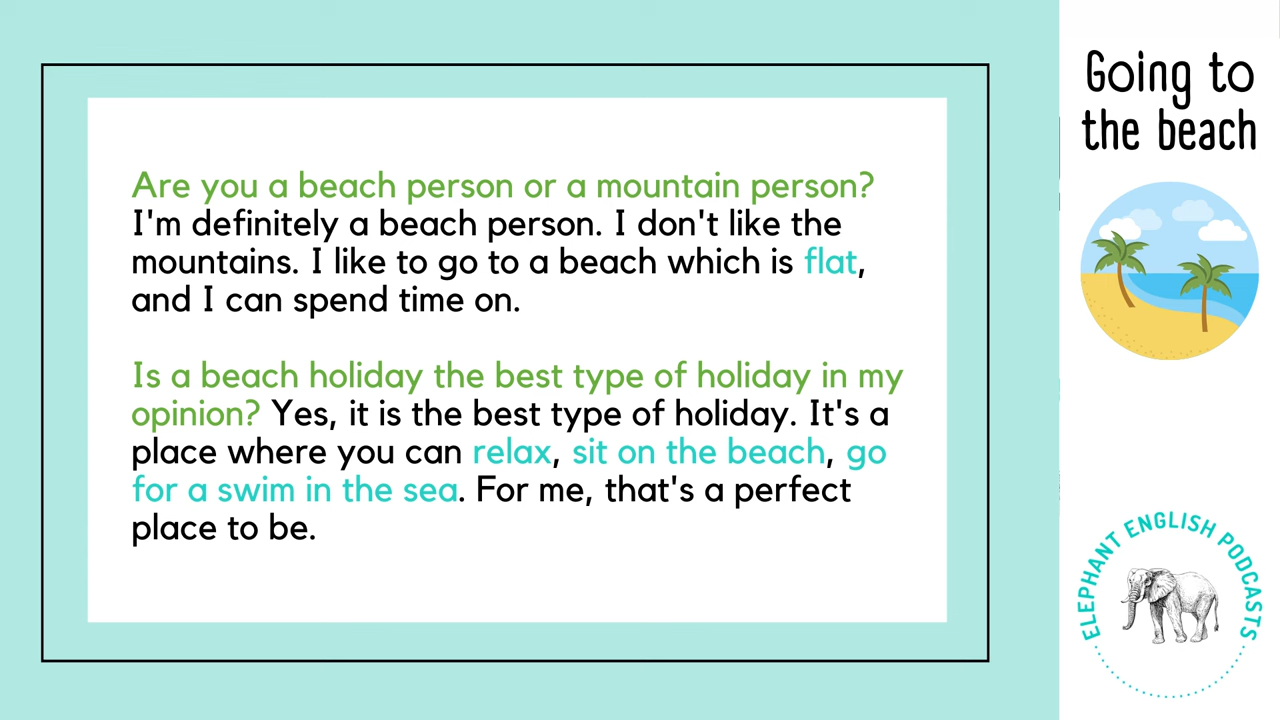 Are you a beach person or a mountain person?
I'm definitely a beach person. I don't like the
mountains. I like to go to a beach which is flat,
and I can spend time on.
Is a beach holiday the best type of holiday in my
opinion? Yes, it is the best type of holiday. It's a
place where you can relax, sit on the beach, go
for a swim in the sea. For me, that's a perfect
place to be.
Going to
the beach
ELEPHANT ENGLISH PODCASTS